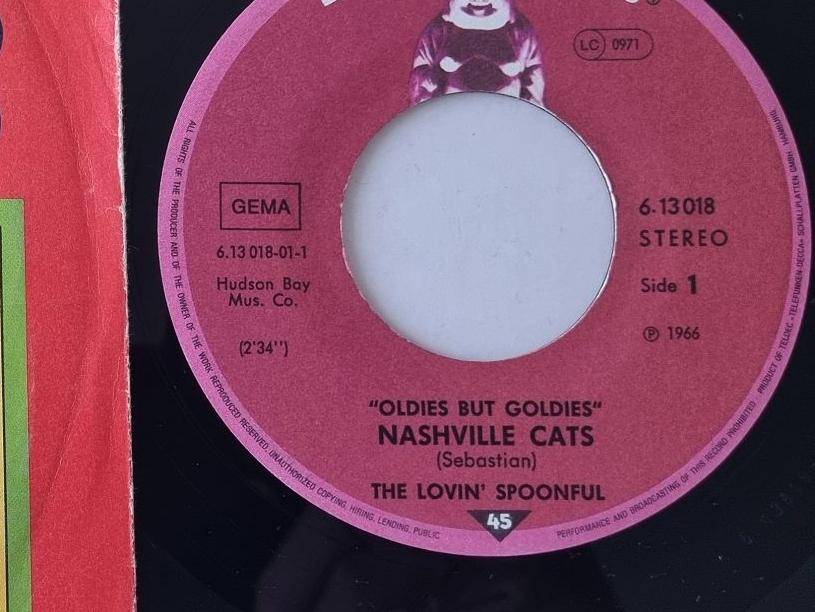 LC 0971
GEMA
6.13 018-01-1
Hudson Bay
Mus. Co.
(2'34'')
6.13 018
STEREO
Side 1
℗ 1966
"OLDIES BUT GOLDIES"
NASHVILLE CATS
(Sebastian)
THE LOVIN' SPOONFUL
45
ALL RIGHTS OF THE PRODUCER AND OF THE OWNER OF THE WORK REPRODUCED RESERVED. UNAUTHORIZED COPYING, HIRING, LENDING, PUBLIC PERFORMANCE AND BROADCASTING OF THIS RECORD PROHIBITED · PRODUCT OF TELDEC »TELEFUNKEN-DECCA« SCHALLPLATTEN GMBH · HAMBURG.